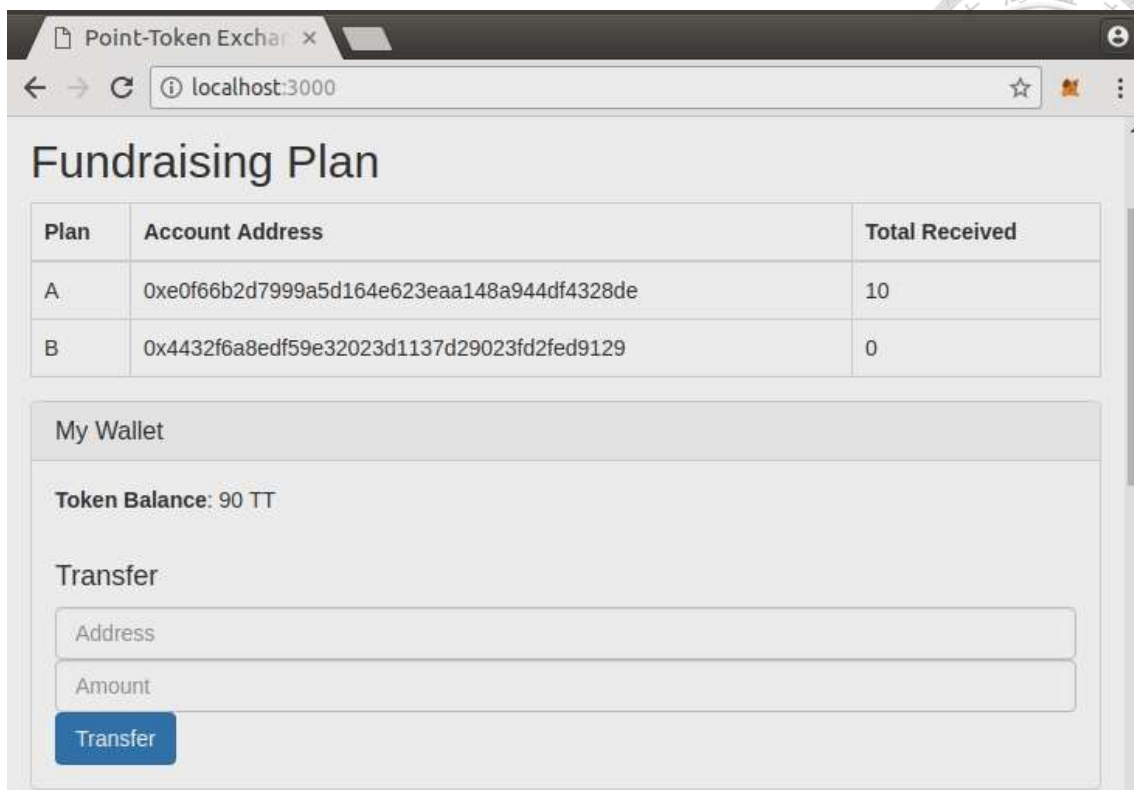 Point-Token Exchar
localhost:3000
Fundraising Plan
Plan Account Address Total Received
A 0xe0f66b2d7999a5d164e623eaa148a944df4328de 10
B 0x4432f6a8edf59e32023d1137d29023fd2fed9129 0
My Wallet
Token Balance: 90 TT
Transfer
Address
Amount
Transfer